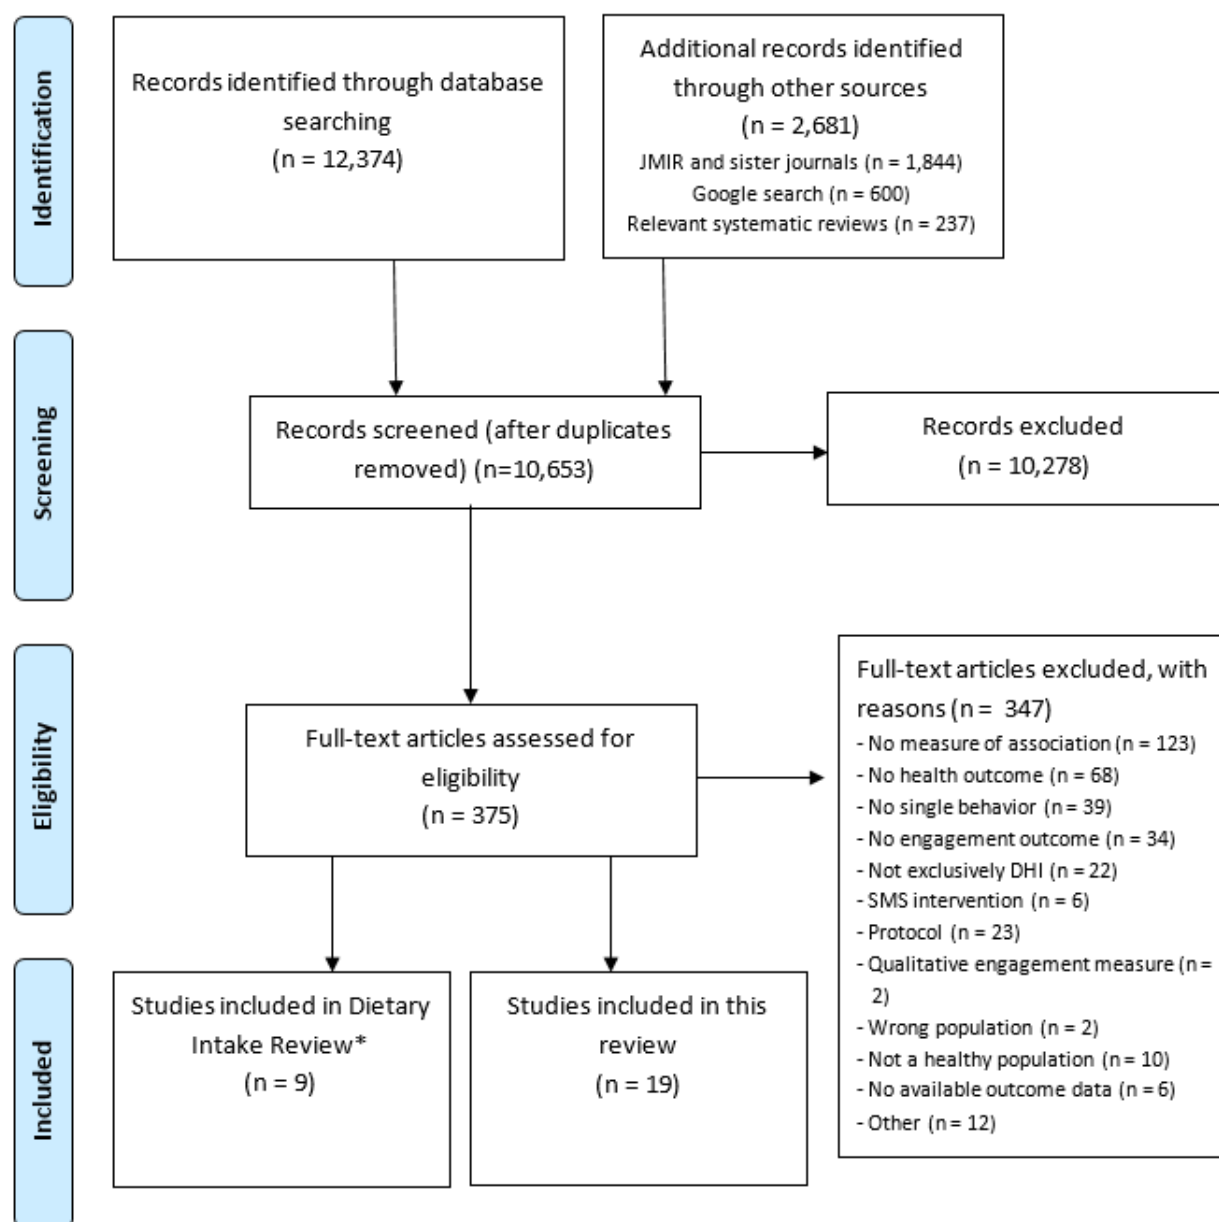 Identification
Records identified through database
searching
(n = 12,374)
Additional records identified
through other sources
(n = 2,681)
JMIR and sister journals (n = 1,844)
Google search (n = 600)
Relevant systematic reviews (n = 237)
Screening
Records screened (after duplicates
removed) (n=10,653)
Records excluded
(n = 10,278)
Eligibility
Full-text articles assessed for
eligibility
(n = 375)
Full-text articles excluded, with
reasons (n = 347)
- No measure of association (n = 123)
- No health outcome (n = 68)
- No single behavior (n = 39)
- No engagement outcome (n = 34)
- Not exclusively DHI (n = 22)
- SMS intervention (n = 6)
- Protocol (n = 23)
- Qualitative engagement measure (n =
2)
- Wrong population (n = 2)
- Not a healthy population (n = 10)
- No available outcome data (n = 6)
- Other (n = 12)
Included
Studies included in Dietary
Intake Review*
(n = 9)
Studies included in this
review
(n = 19)